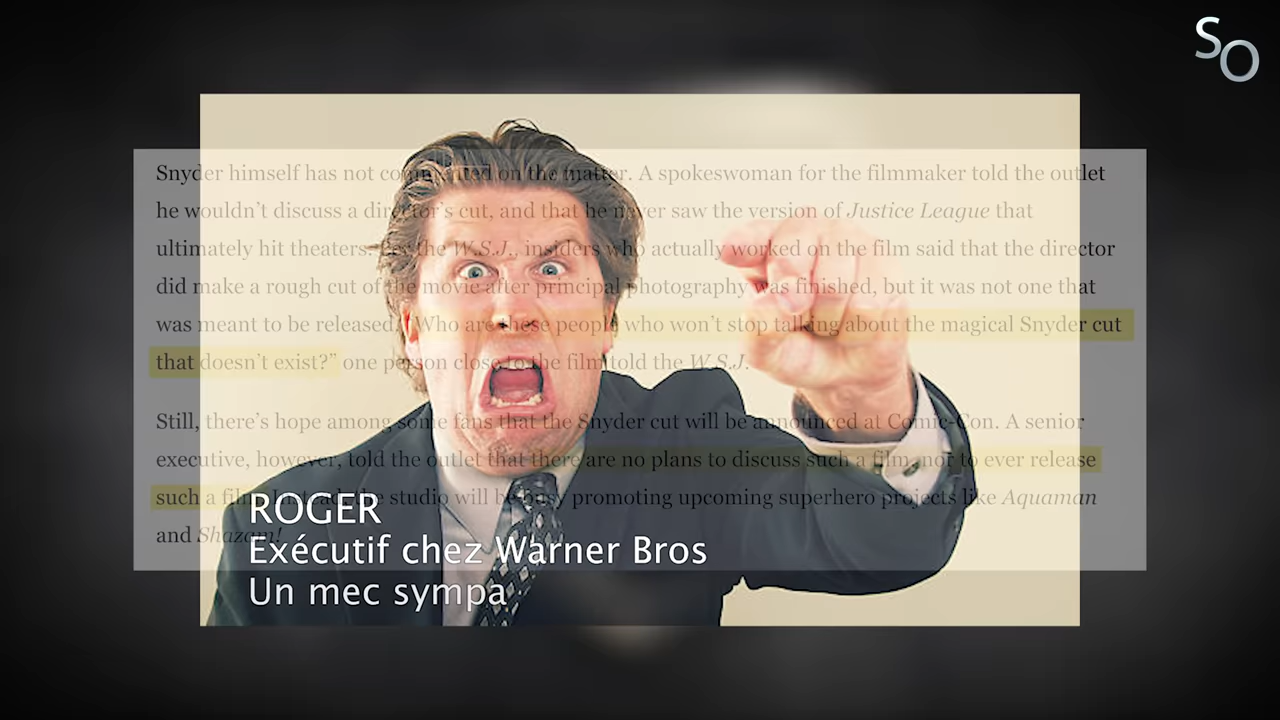 SO
Snyder himself has not commented on the matter. A spokeswoman for the filmmaker told the outlet
he wouldn't discuss a director's cut, and that he never saw the version of Justice League that
ultimately hit theaters. Per the W.S.J., insiders who actually worked on the film said that the director
did make a rough cut of the movie after principal photography was finished, but it was not one that
was meant to be released. “Who are these people who won't stop talking about the magical Snyder cut
that doesn't exist?” one person close to the film told the W.S.J.
Still, there's hope among some fans that the Snyder cut will be announced at Comic-Con. A senior
executive, however, told the outlet that there are no plans to discuss such a film, nor to ever release
such a film. Instead, the studio will be busy promoting upcoming superhero projects like Aquaman
and Shazam!
ROGER
Exécutif chez Warner Bros
Un mec sympa